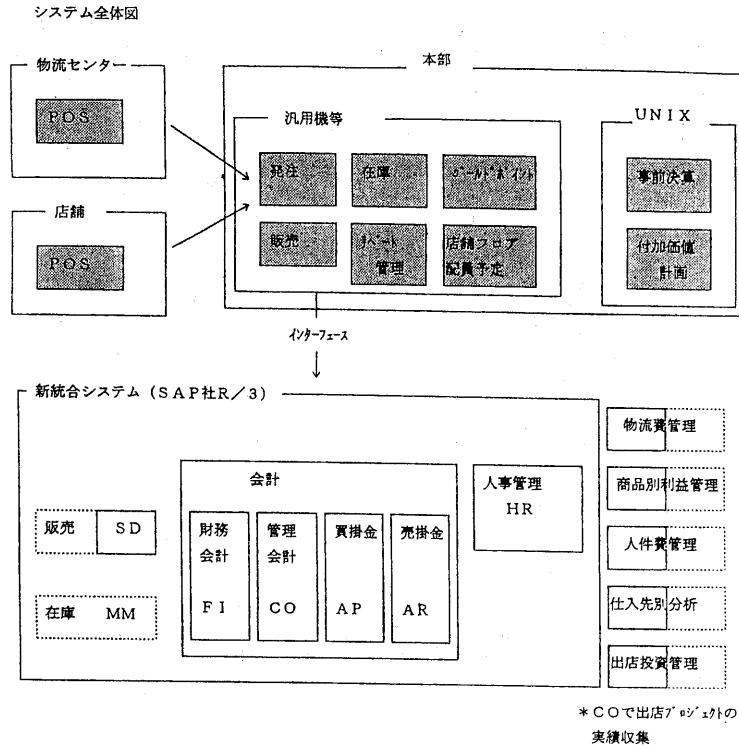 システム全体図
物流センター
POS
店舗
POS
本部
汎用機等
発注
在庫
ゴールドポイント
販売
リベート
管理
店舗フロア
配員予定
UNIX
事前決算
付加価値
計画
インターフェース
新統合システム（SAP社R／3）
販売 SD
在庫 MM
会計
財務
会計
FI
管理
会計
CO
買掛金
AP
売掛金
AR
人事管理
HR
物流費管理
商品別利益管理
人件費管理
仕入先別分析
出店投資管理
＊COで出店プロジェクトの
実績収集